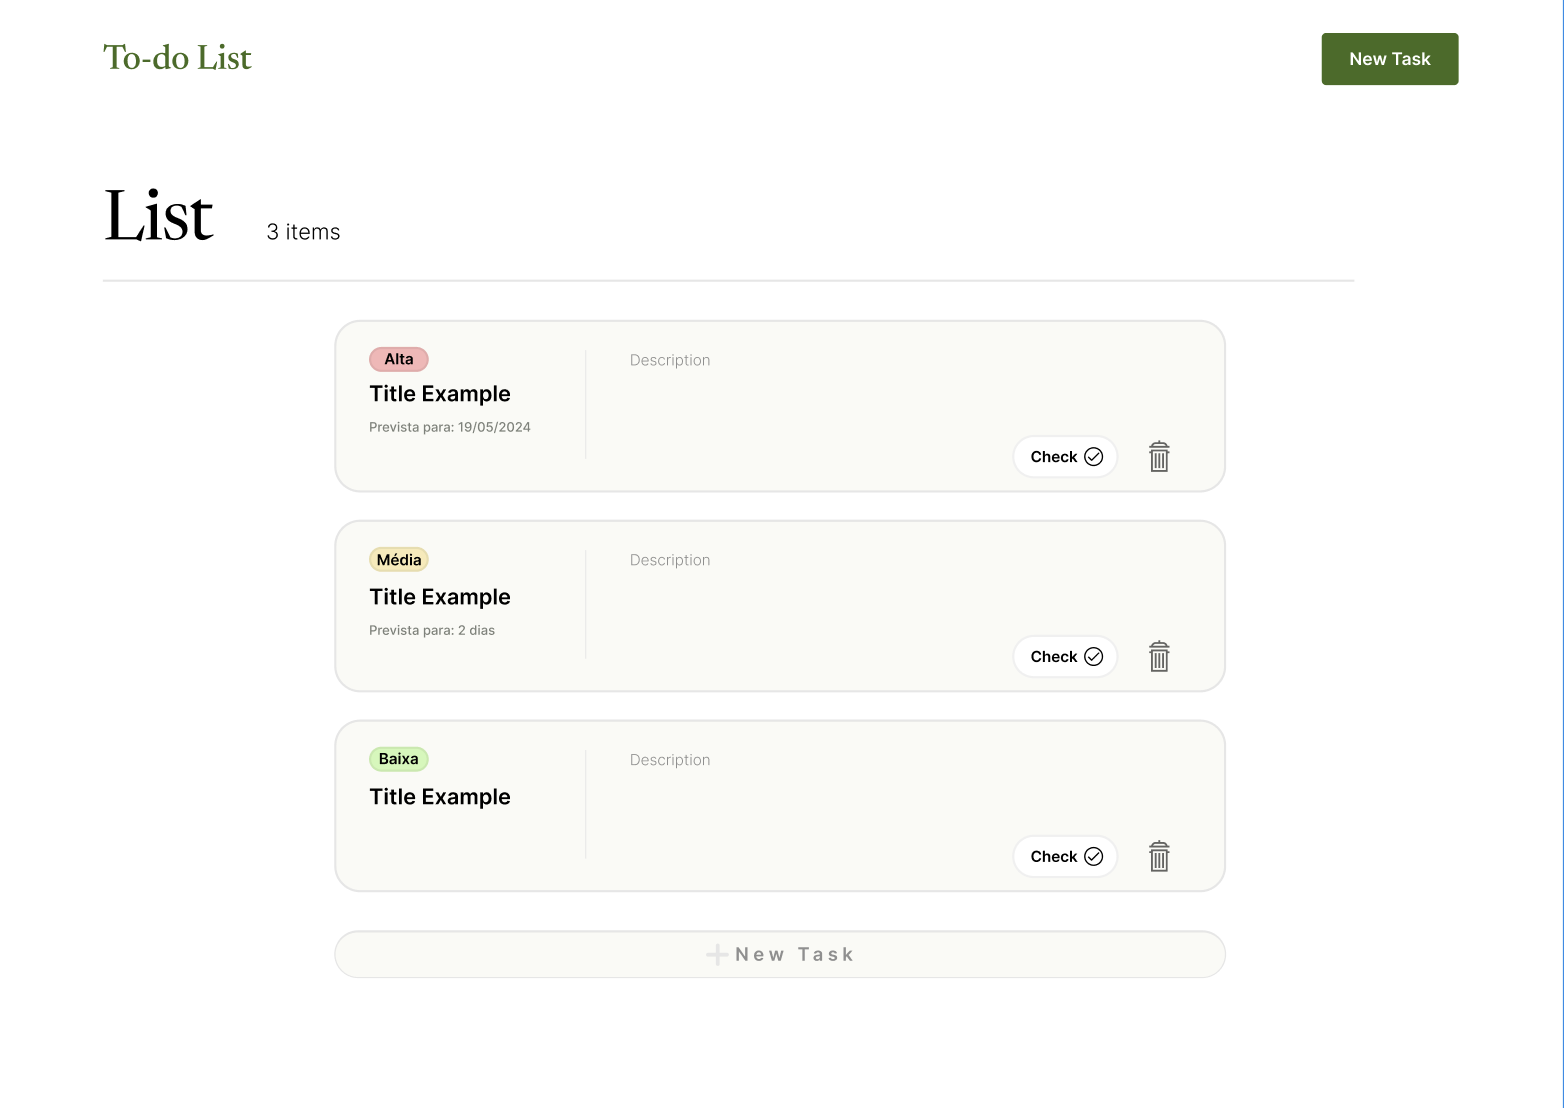 To-do List
New Task
List
3 items
Alta
Title Example
Prevista para: 19/05/2024
Description
Check
Média
Title Example
Prevista para: 2 dias
Description
Check
Baixa
Title Example
Description
Check
New Task